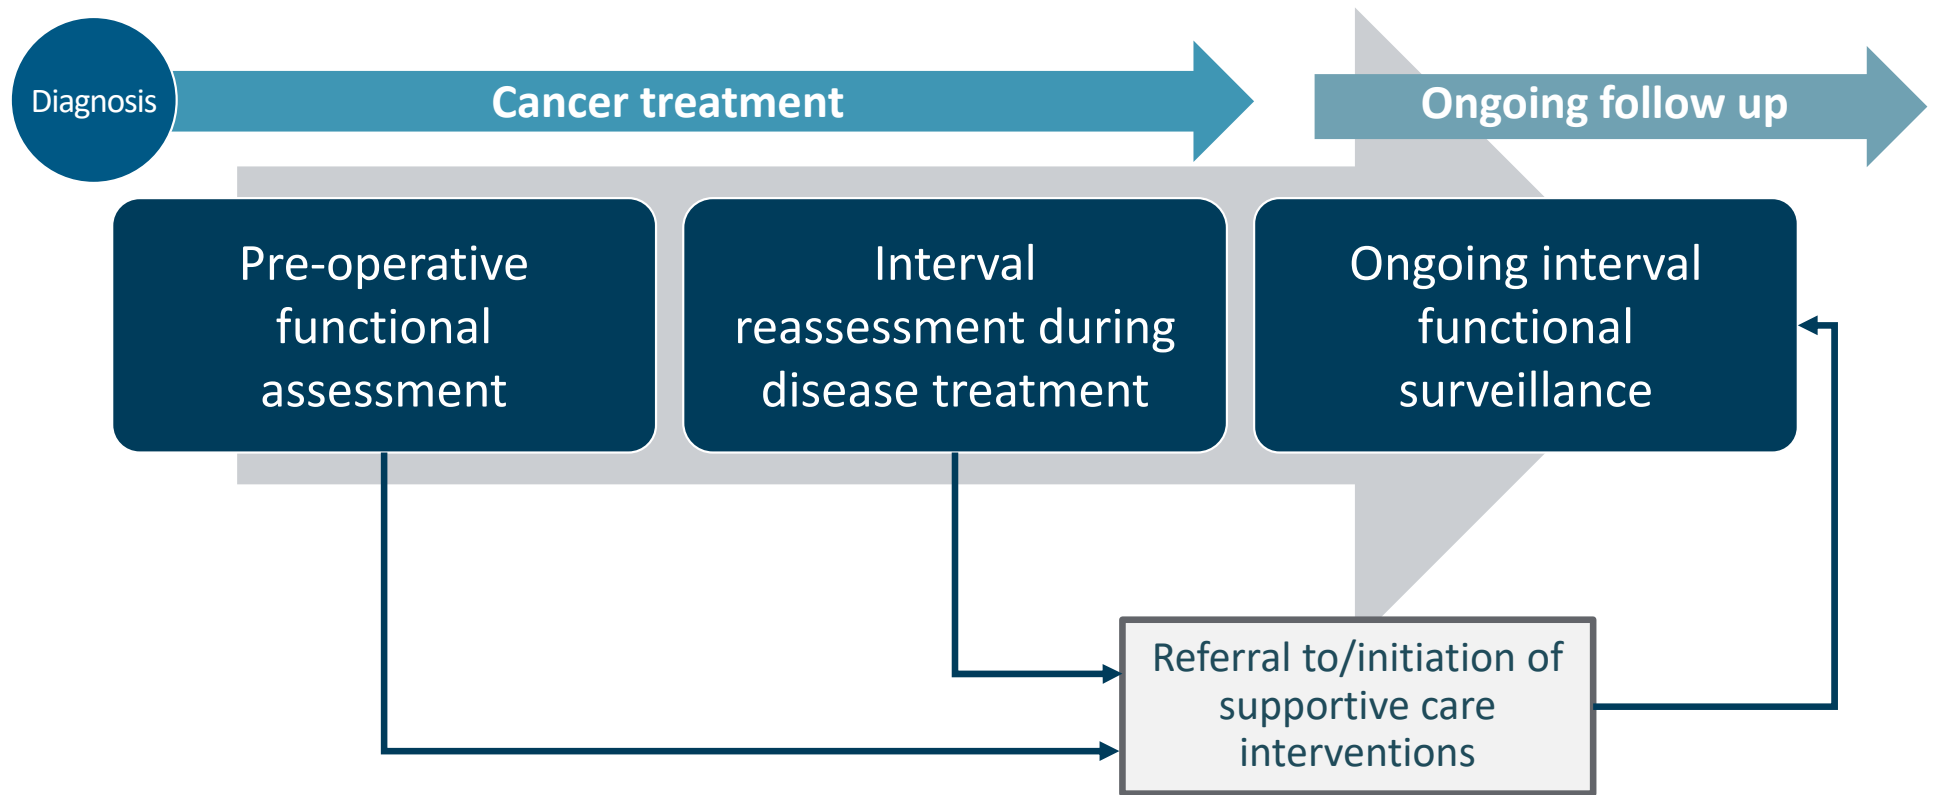 Diagnosis
Cancer treatment
Ongoing follow up
Pre-operative
functional
assessment
Interval
reassessment during
disease treatment
Ongoing interval
functional
surveillance
Referral to/initiation of
supportive care
interventions